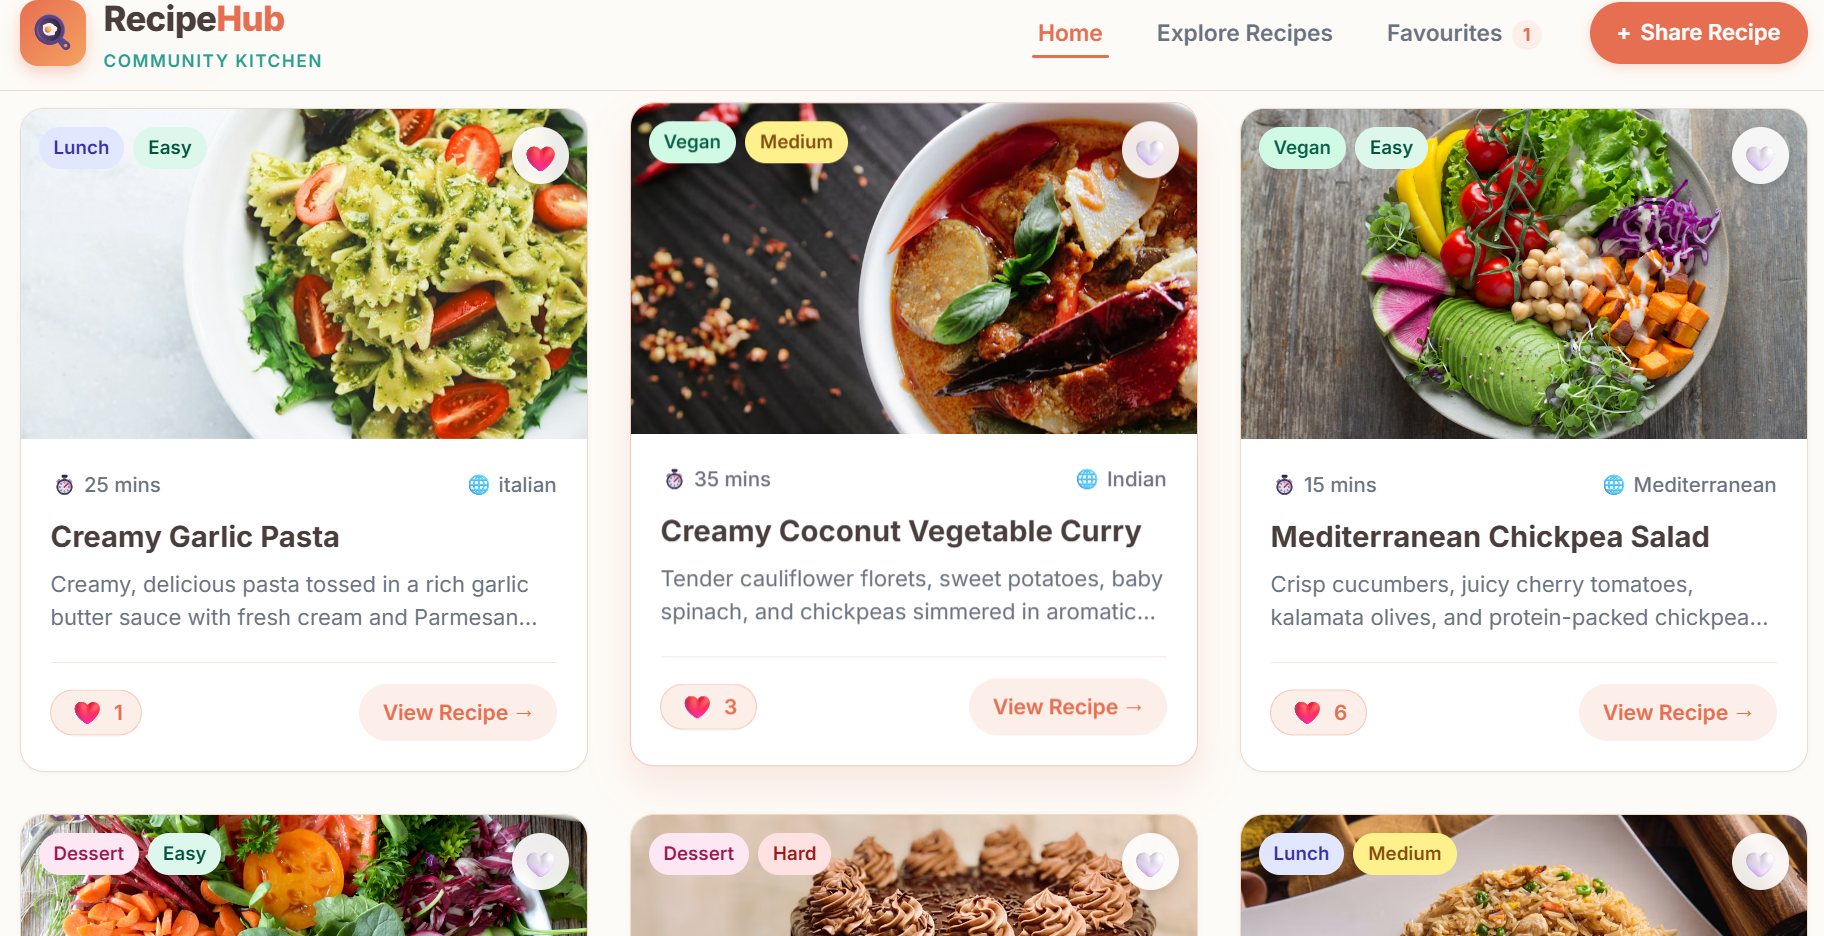 RecipeHub
COMMUNITY KITCHEN
Home
Explore Recipes
Favourites 1
+ Share Recipe
Lunch
Easy
25 mins
italian
Creamy Garlic Pasta
Creamy, delicious pasta tossed in a rich garlic
butter sauce with fresh cream and Parmesan...
1
View Recipe →
Vegan
Medium
35 mins
Indian
Creamy Coconut Vegetable Curry
Tender cauliflower florets, sweet potatoes, baby
spinach, and chickpeas simmered in aromatic...
3
View Recipe →
Vegan
Easy
15 mins
Mediterranean
Mediterranean Chickpea Salad
Crisp cucumbers, juicy cherry tomatoes,
kalamata olives, and protein-packed chickpea...
6
View Recipe →
Dessert
Easy
Dessert
Hard
Lunch
Medium